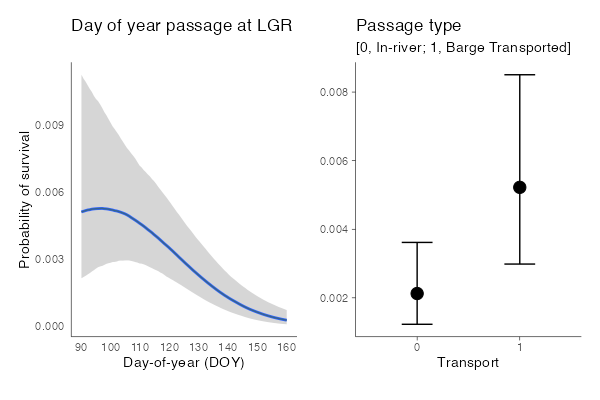 Day of year passage at LGR
Probability of survival
0.009
0.006
0.003
0.000
90 100 110 120 130 140 150 160
Day-of-year (DOY)
Passage type
[0, In-river; 1, Barge Transported]
0.008
0.006
0.004
0.002
0 1
Transport